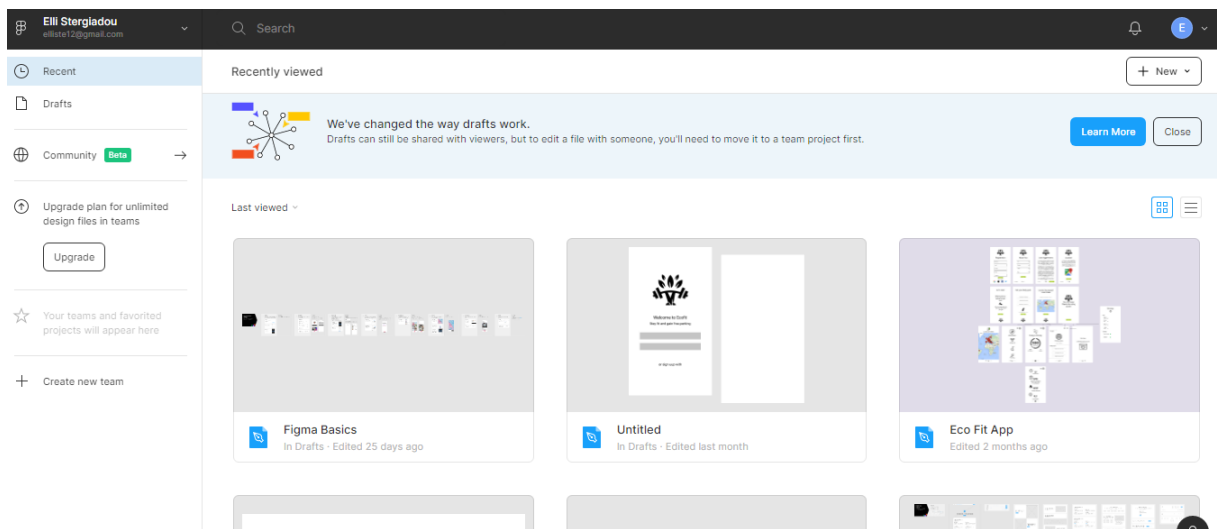 Elli Stergiadou
elliste12@gmail.com
Search
E
Recent
Drafts
Community Beta
Upgrade plan for unlimited
design files in teams
Upgrade
Your teams and favorited
projects will appear here
Create new team
Recently viewed
New
We've changed the way drafts work.
Drafts can still be shared with viewers, but to edit a file with someone, you'll need to move it to a team project first.
Learn More
Close
Last viewed
Figma Basics
In Drafts · Edited 25 days ago
Untitled
In Drafts · Edited last month
Eco Fit App
Edited 2 months ago